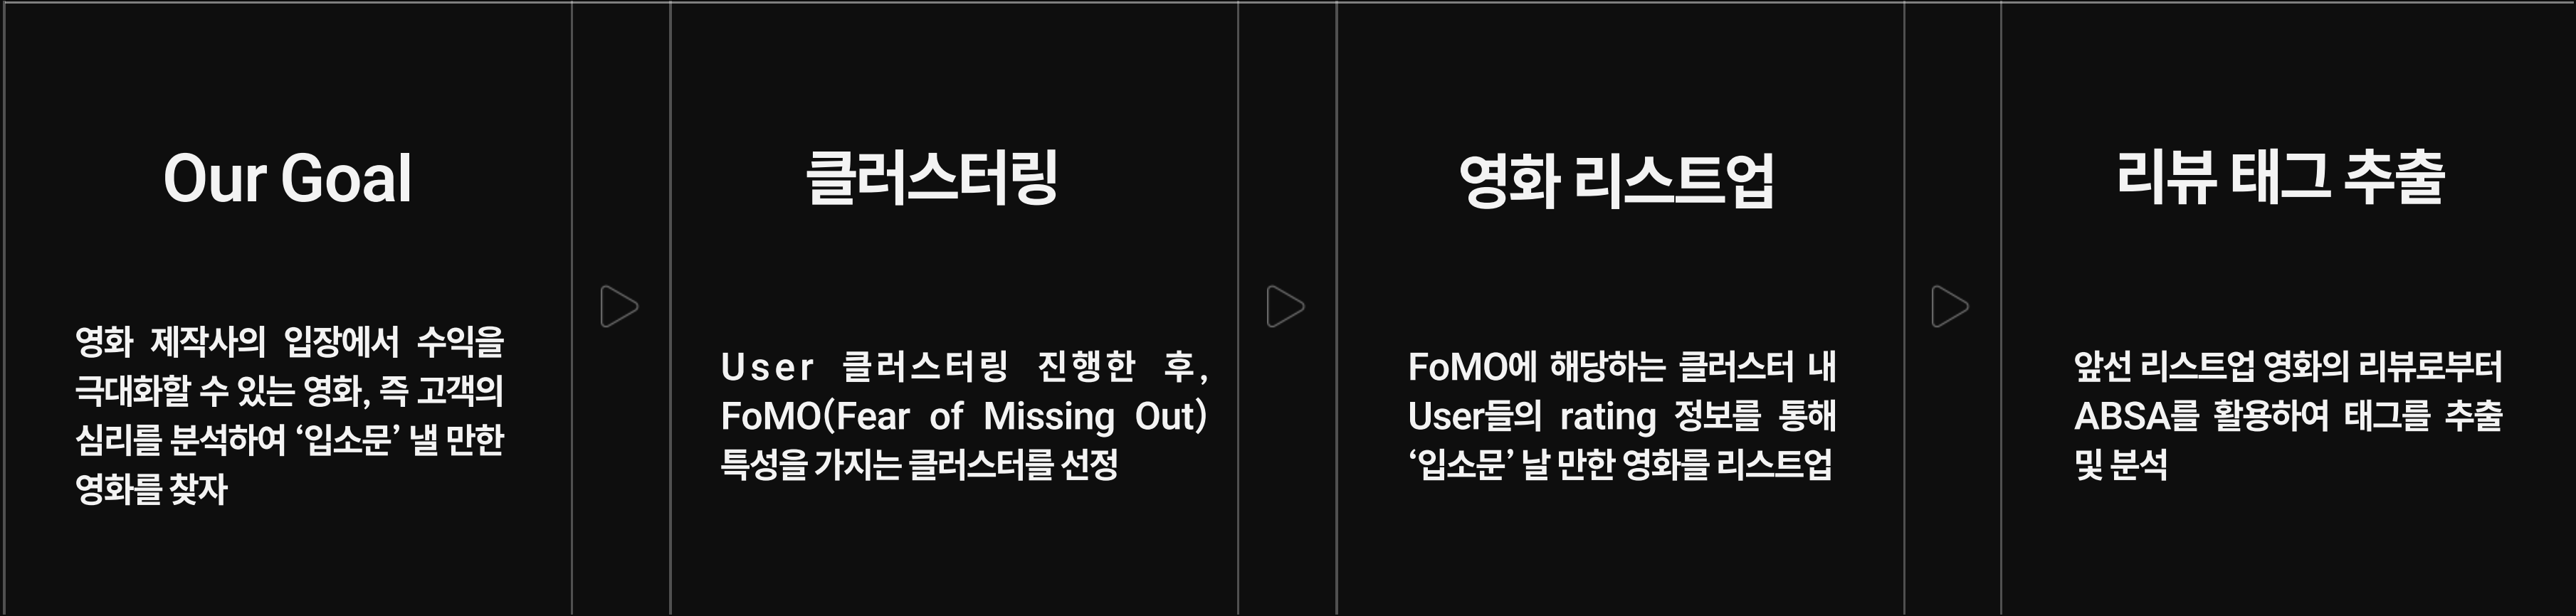 Our Goal
영화 제작사의 입장에서 수익을
극대화할 수 있는 영화, 즉 고객의
심리를 분석하여 ‘입소문’ 낼 만한
영화를 찾자
클러스터링
User 클러스터링 진행한 후,
FoMO(Fear of Missing Out)
특성을 가지는 클러스터를 선정
영화 리스트업
FoMO에 해당하는 클러스터 내
User들의 rating 정보를 통해
‘입소문’ 날 만한 영화를 리스트업
리뷰 태그 추출
앞선 리스트업 영화의 리뷰로부터
ABSA를 활용하여 태그를 추출
및 분석